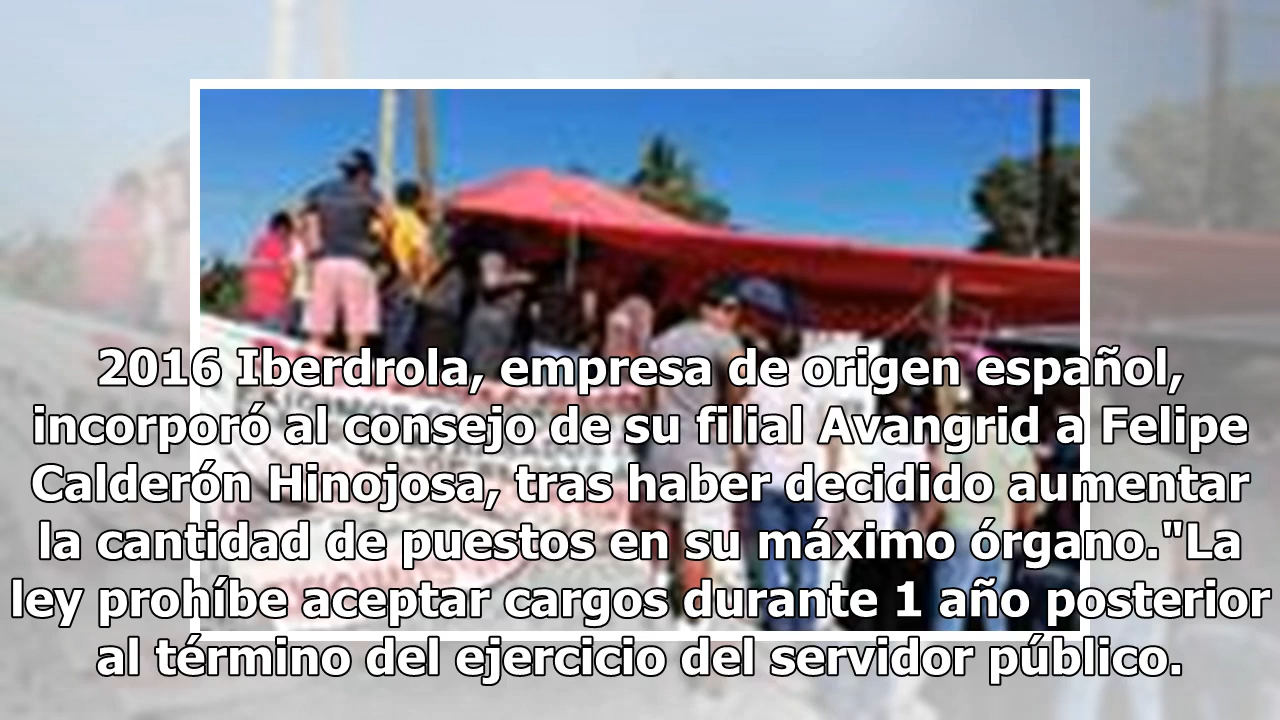 2016 Iberdrola, empresa de origen español,
incorporó al consejo de su filial Avangrid a Felipe
Calderón Hinojosa, tras haber decidido aumentar
la cantidad de puestos en su máximo órgano."La
ley prohíbe aceptar cargos durante 1 año posterior
al término del ejercicio del servidor público.